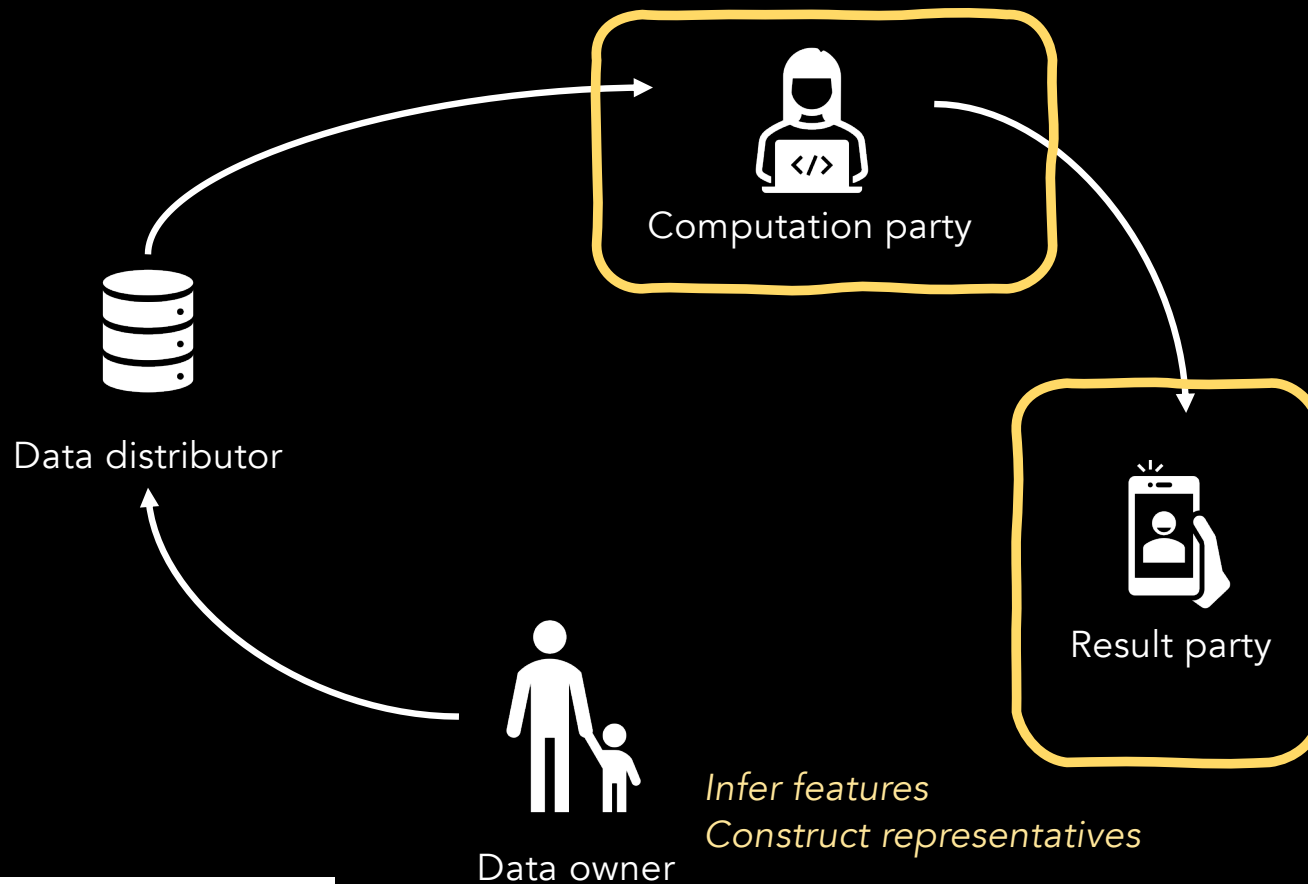 </>
Computation party
Data distributor
Result party
Infer features
Construct representatives
Data owner